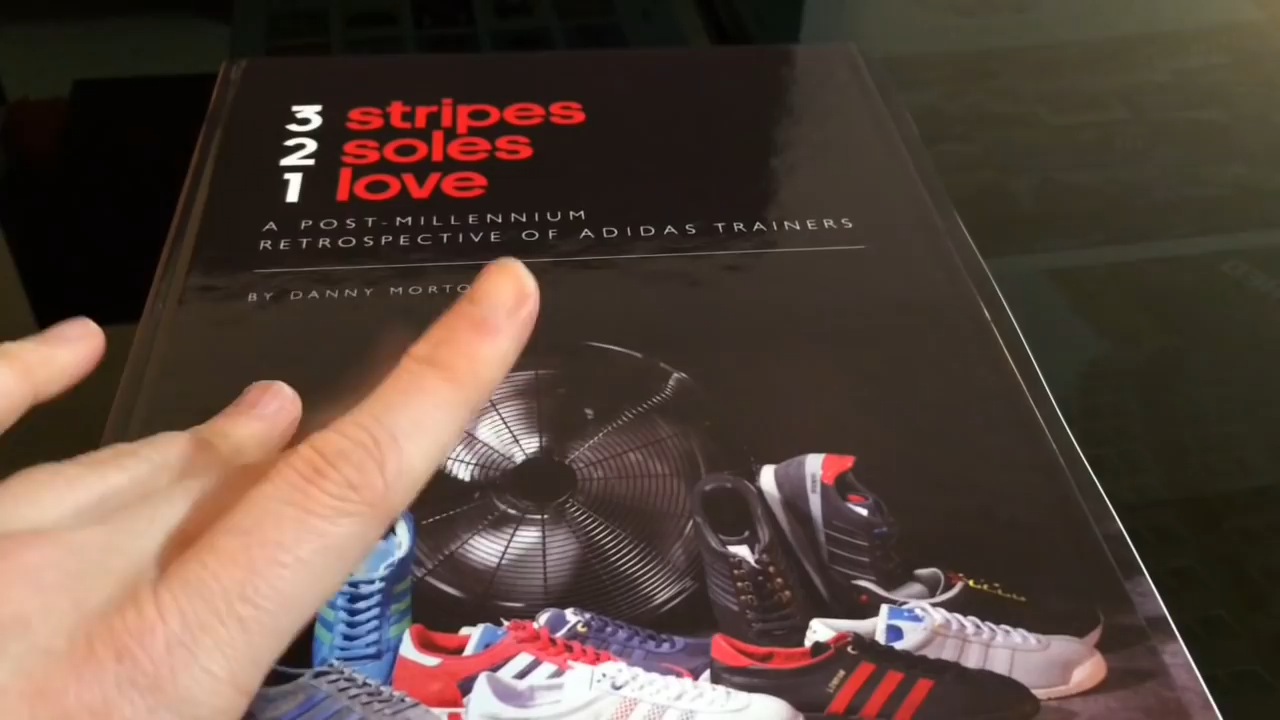 3 stripes
2 soles
1 love
A POST-MILLENNIUM
RETROSPECTIVE OF ADIDAS TRAINERS
BY DANNY